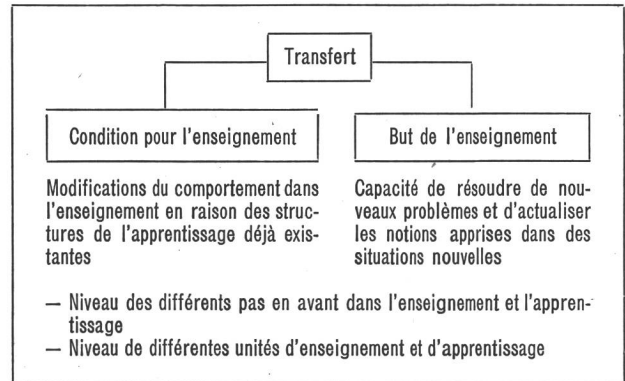 Transfert
Condition pour l'enseignement
But de l'enseignement
Modifications du comportement dans
l'enseignement en raison des struc-
tures de l'apprentissage déjà exis-
tantes
Capacité de résoudre de nou-
veaux problèmes et d'actualiser
les notions apprises dans des
situations nouvelles
— Niveau des différents pas en avant dans l'enseignement et l'appren-
tissage
— Niveau de différentes unités d'enseignement et d'apprentissage